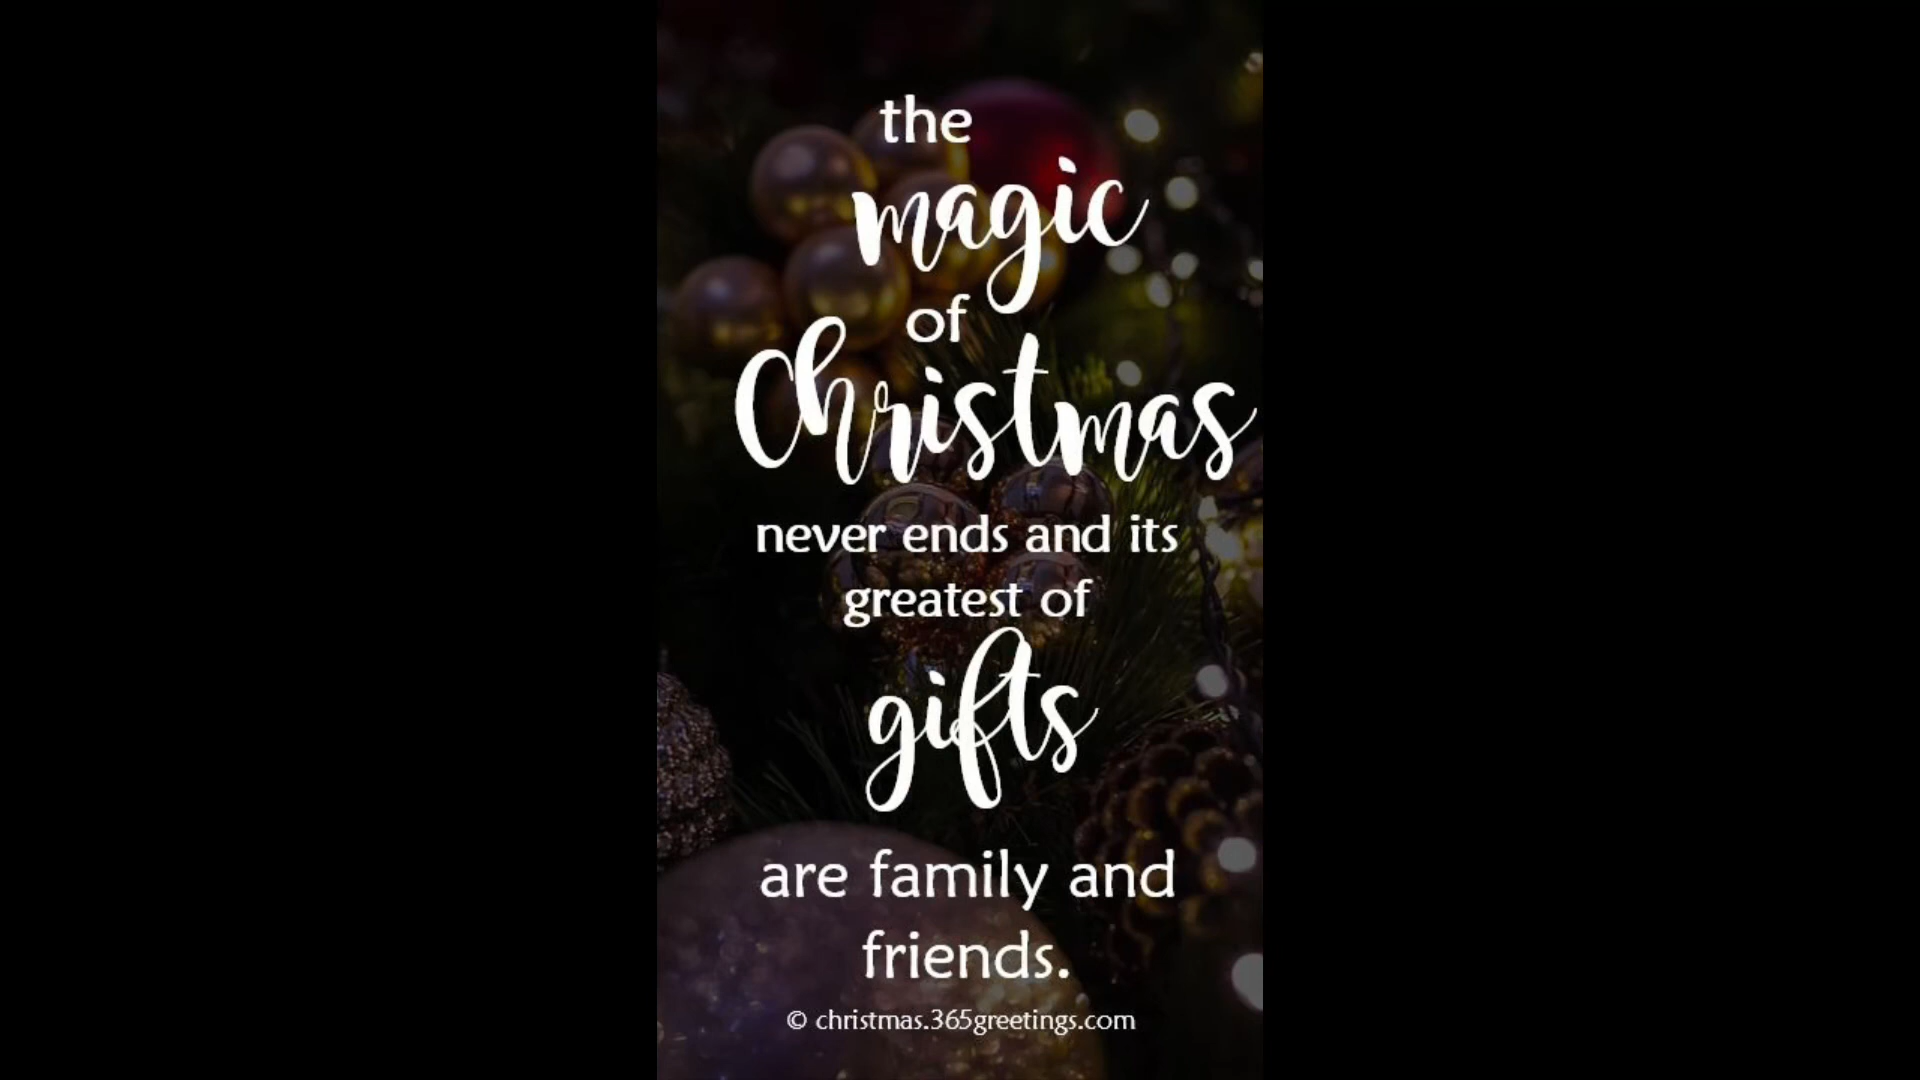 the
magic
of
Christmas
never ends and its
greatest of
gifts
are family and
friends.
© christmas.365greetings.com